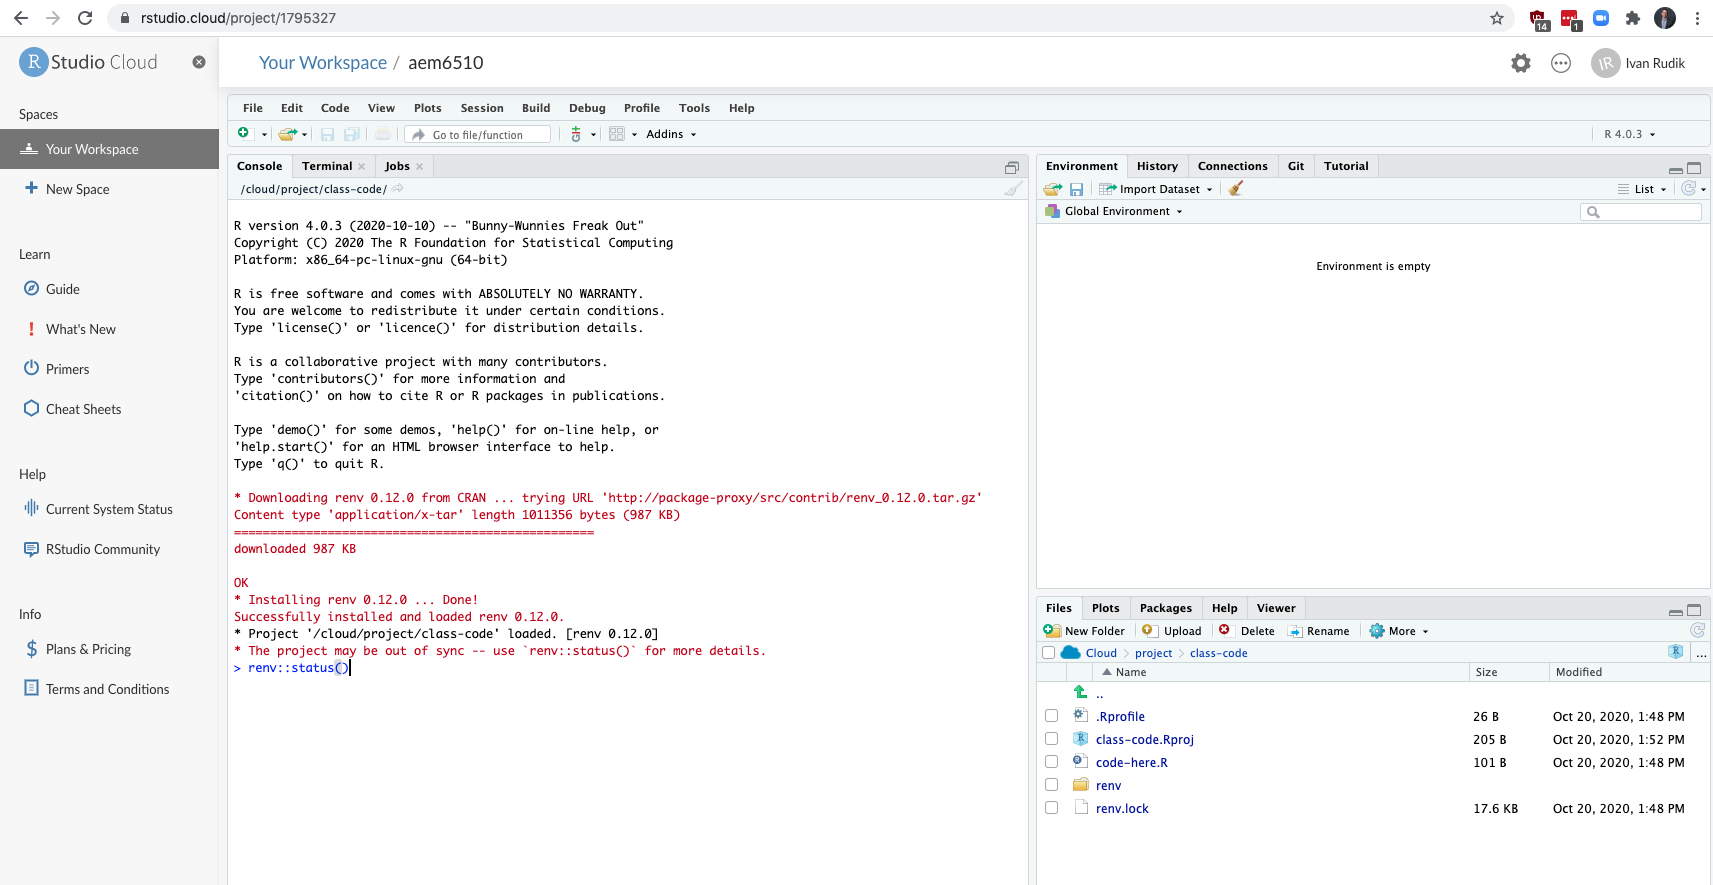 rstudio.cloud/project/1795327
14
1
R Studio Cloud
Your Workspace / aem6510
IR Ivan Rudik
Spaces
Your Workspace
New Space
Learn
Guide
What's New
Primers
Cheat Sheets
Help
Current System Status
RStudio Community
Info
Plans & Pricing
Terms and Conditions
File Edit Code View Plots Session Build Debug Profile Tools Help
Go to file/function Addins R 4.0.3
Console Terminal Jobs
/cloud/project/class-code/
R version 4.0.3 (2020-10-10) -- "Bunny-Wunnies Freak Out"
Copyright (C) 2020 The R Foundation for Statistical Computing
Platform: x86_64-pc-linux-gnu (64-bit)
R is free software and comes with ABSOLUTELY NO WARRANTY.
You are welcome to redistribute it under certain conditions.
Type 'license()' or 'licence()' for distribution details.
R is a collaborative project with many contributors.
Type 'contributors()' for more information and
'citation()' on how to cite R or R packages in publications.
Type 'demo()' for some demos, 'help()' for on-line help, or
'help.start()' for an HTML browser interface to help.
Type 'q()' to quit R.
* Downloading renv 0.12.0 from CRAN ... trying URL 'http://package-proxy/src/contrib/renv_0.12.0.tar.gz'
Content type 'application/x-tar' length 1011356 bytes (987 KB)
==================================================
downloaded 987 KB
OK
* Installing renv 0.12.0 ... Done!
Successfully installed and loaded renv 0.12.0.
* Project '/cloud/project/class-code' loaded. [renv 0.12.0]
* The project may be out of sync -- use `renv::status()` for more details.
> renv::status()
Environment History Connections Git Tutorial
Import Dataset List
Global Environment
Environment is empty
Files Plots Packages Help Viewer
New Folder Upload Delete Rename More
Cloud project class-code ...
Name Size Modified
..
.Rprofile 26 B Oct 20, 2020, 1:48 PM
class-code.Rproj 205 B Oct 20, 2020, 1:52 PM
code-here.R 101 B Oct 20, 2020, 1:48 PM
renv
renv.lock 17.6 KB Oct 20, 2020, 1:48 PM